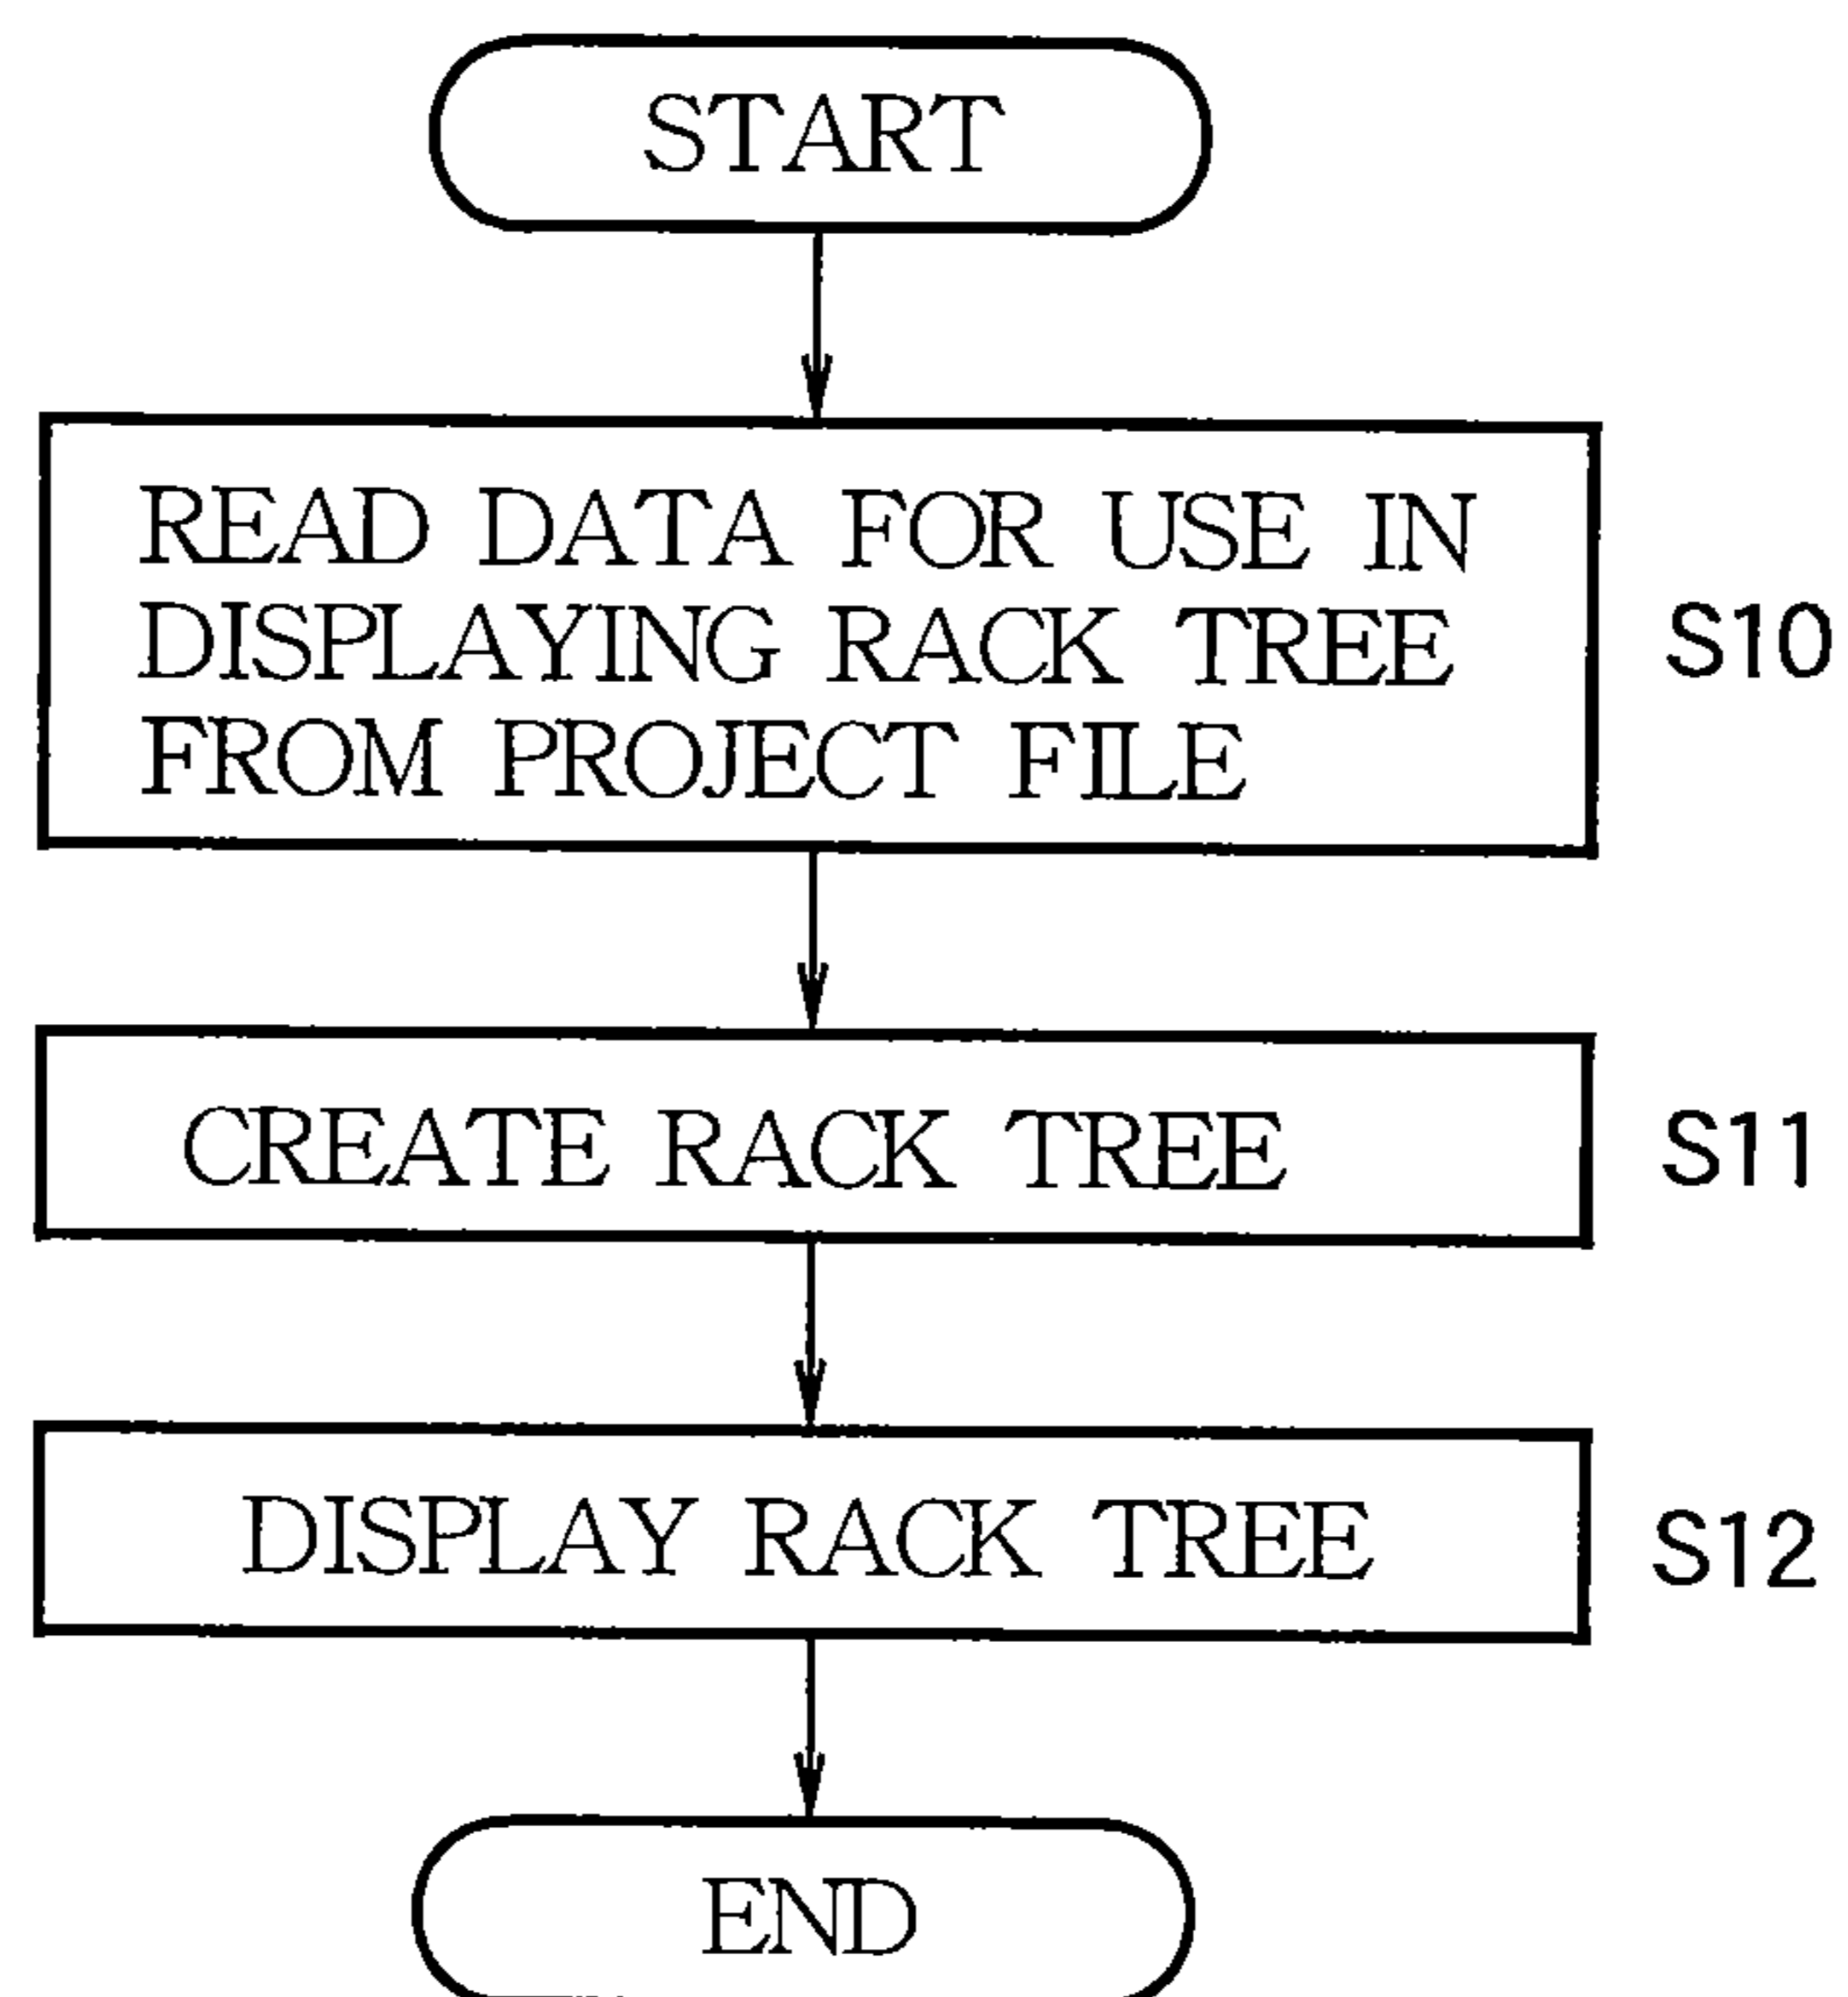 START
READ DATA FOR USE IN
DISPLAYING RACK TREE
FROM PROJECT FILE
S10
CREATE RACK TREE
S11
DISPLAY RACK TREE
S12
END